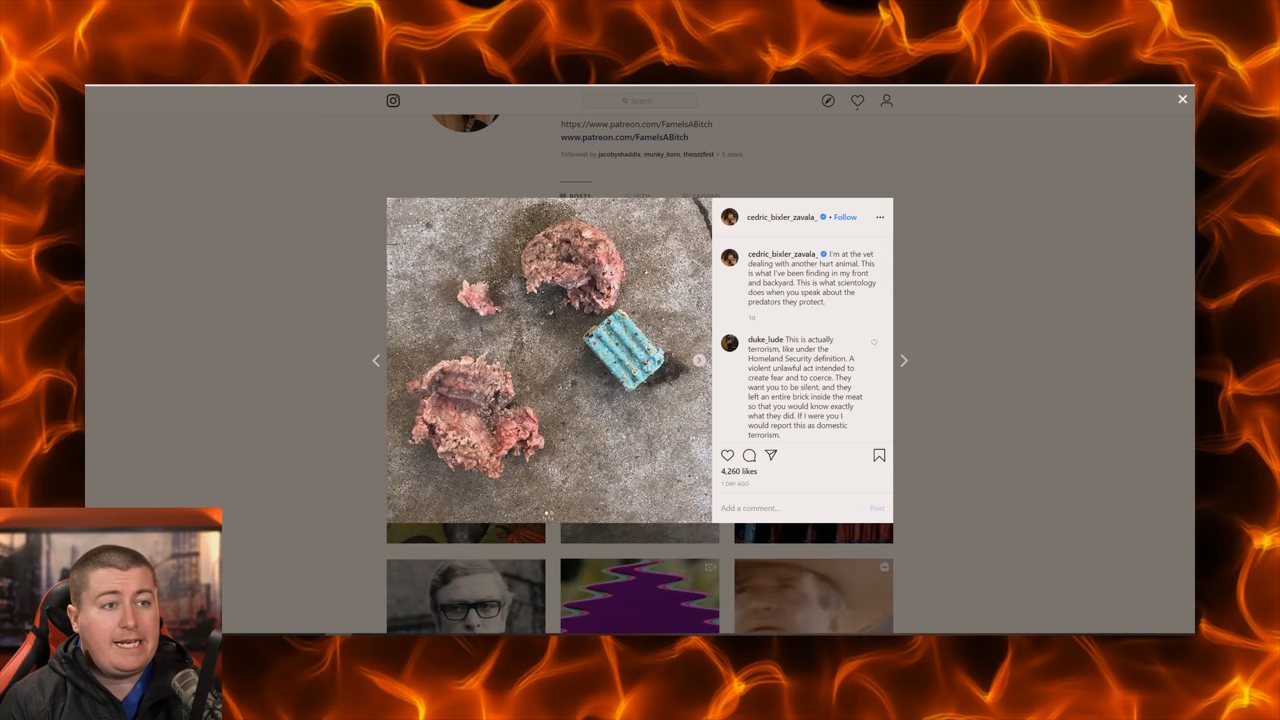 Search
https://www.patreon.com/FameIsABitch
www.patreon.com/FameIsABitch
Followed by jacobyshaddix, munky_korn, theozzfest + 5 more
POSTS
cedric_bixler_zavala_ • Follow
cedric_bixler_zavala_ I'm at the vet
dealing with another hurt animal. This
is what I've been finding in my front
and backyard. This is what scientology
does when you speak about the
predators they protect.
1d
duke_lude This is actually
terrorism, like under the
Homeland Security definition. A
violent unlawful act intended to
create fear and to coerce. They
want you to be silent, and they
left an entire brick inside the meat
so that you would know exactly
what they did. If I were you I
would report this as domestic
terrorism.
4,260 likes
1 DAY AGO
Add a comment...
Post